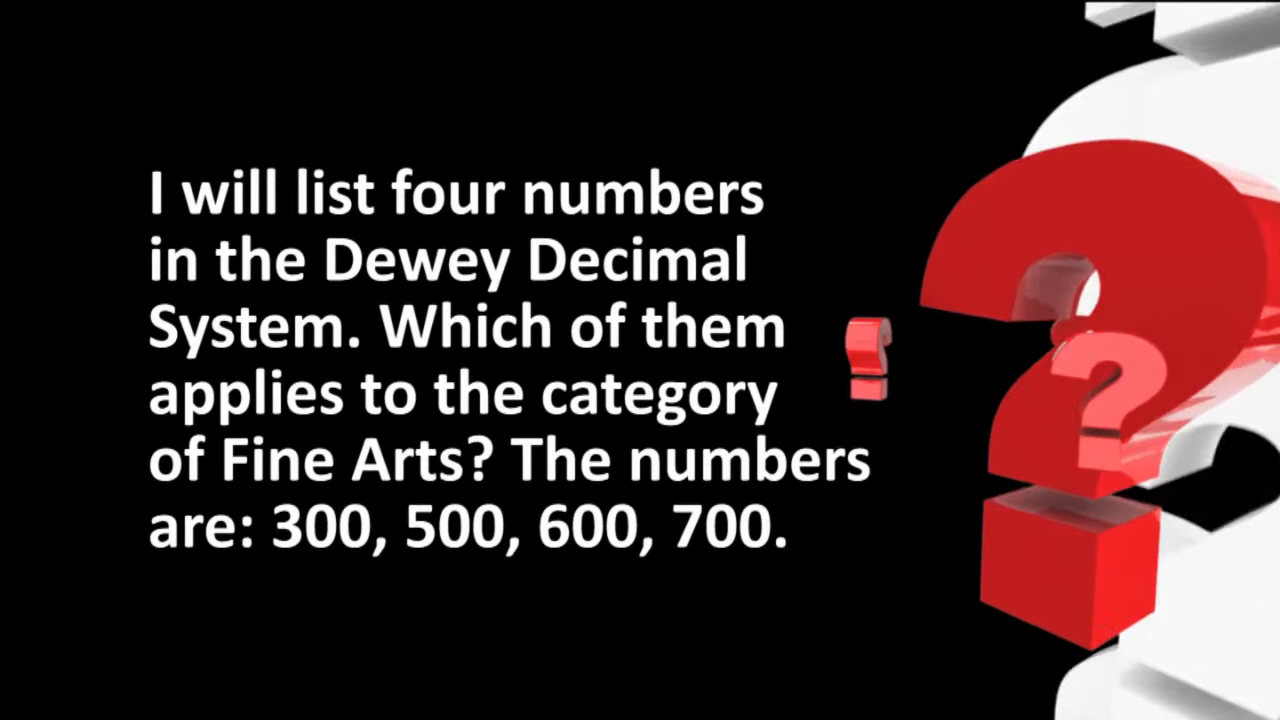 I will list four numbers
in the Dewey Decimal
System. Which of them
applies to the category
of Fine Arts? The numbers
are: 300, 500, 600, 700.